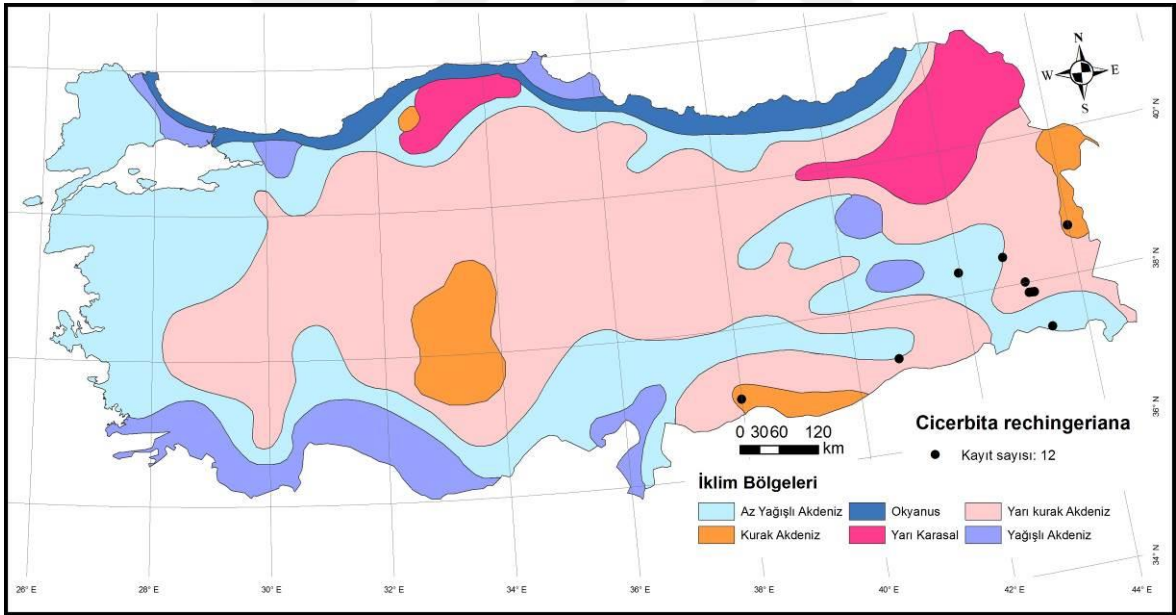 N
W E
S
40° N
38° N
36° N
34° N
0 30 60 120
km
Cicerbita rechingeriana
Kayıt sayısı: 12
İklim Bölgeleri
Az Yağışlı Akdeniz Okyanus Yarı kurak Akdeniz
Kurak Akdeniz Yarı Karasal Yağışlı Akdeniz
26° E 28° E 30° E 32° E 34° E 36° E 38° E 40° E 42° E 44° E